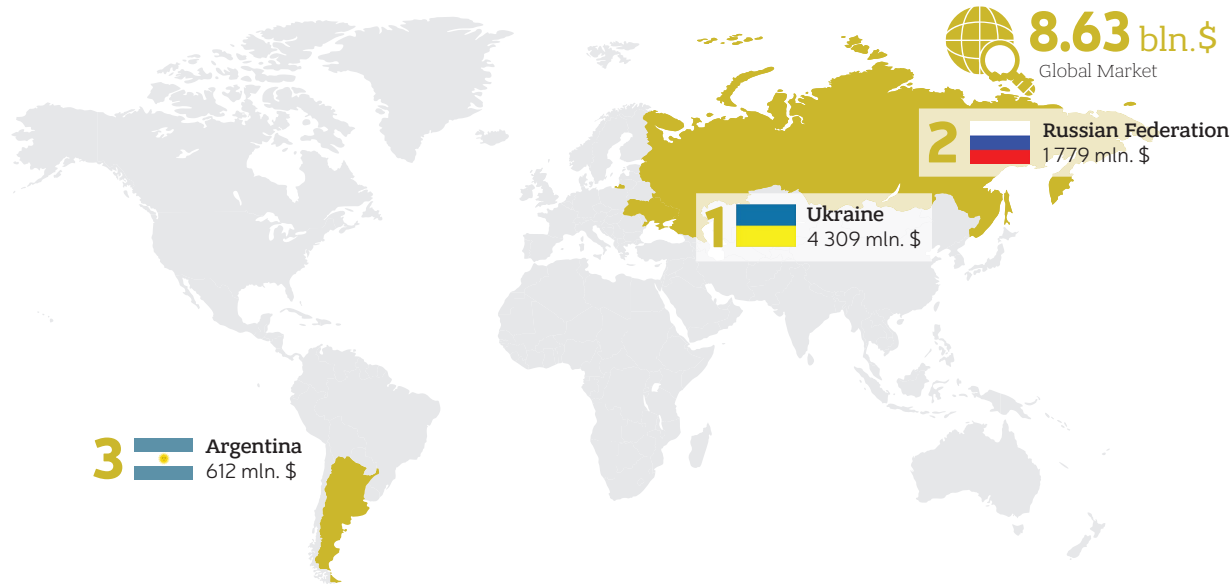 8.63 bln.$
Global Market
2
Russian Federation
1 779 mln. $
1
Ukraine
4 309 mln. $
3
Argentina
612 mln. $